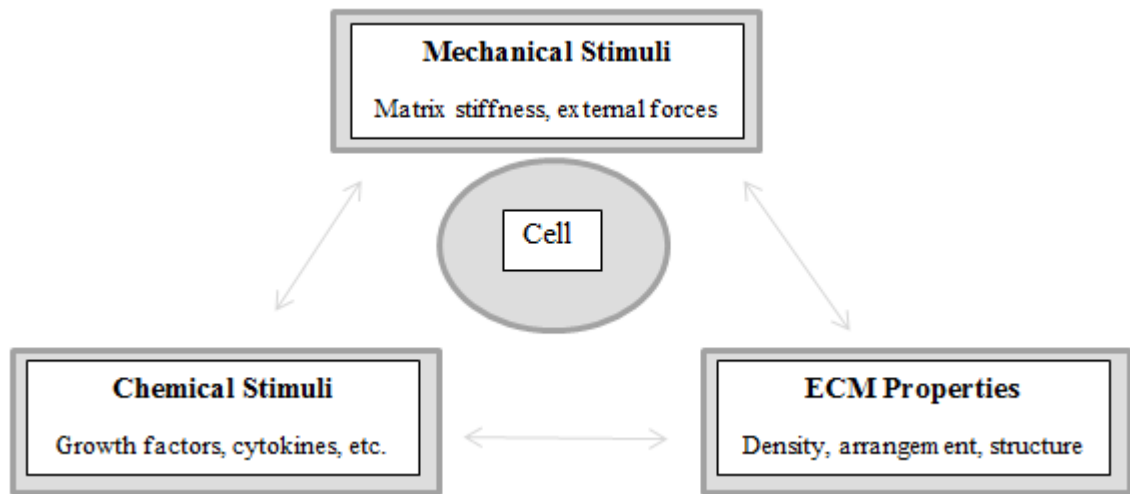 Mechanical Stimuli
Matrix stiffness, external forces
Cell
Chemical Stimuli
Growth factors, cytokines, etc.
ECM Properties
Density, arrangement, structure